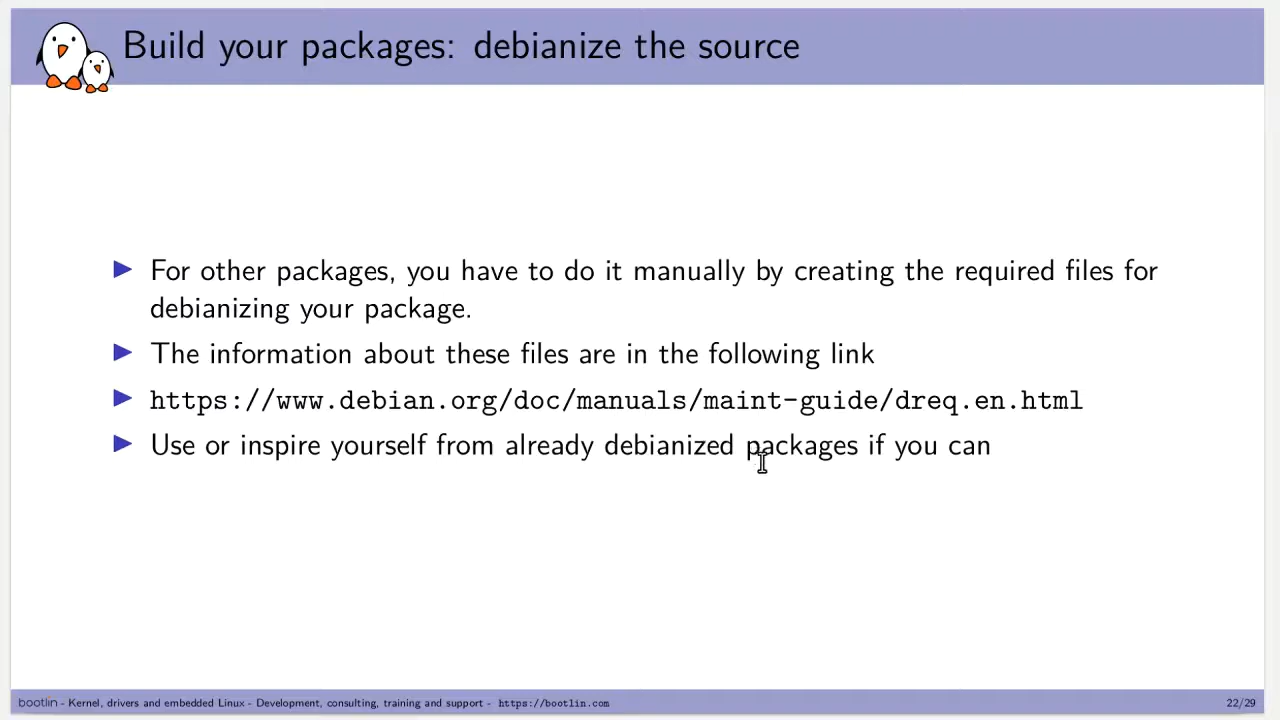 Build your packages: debianize the source
For other packages, you have to do it manually by creating the required files for
debianizing your package.
The information about these files are in the following link
https://www.debian.org/doc/manuals/maint-guide/dreq.en.html
Use or inspire yourself from already debianized packages if you can
bootlin - Kernel, drivers and embedded Linux - Development, consulting, training and support - https://bootlin.com
22/29